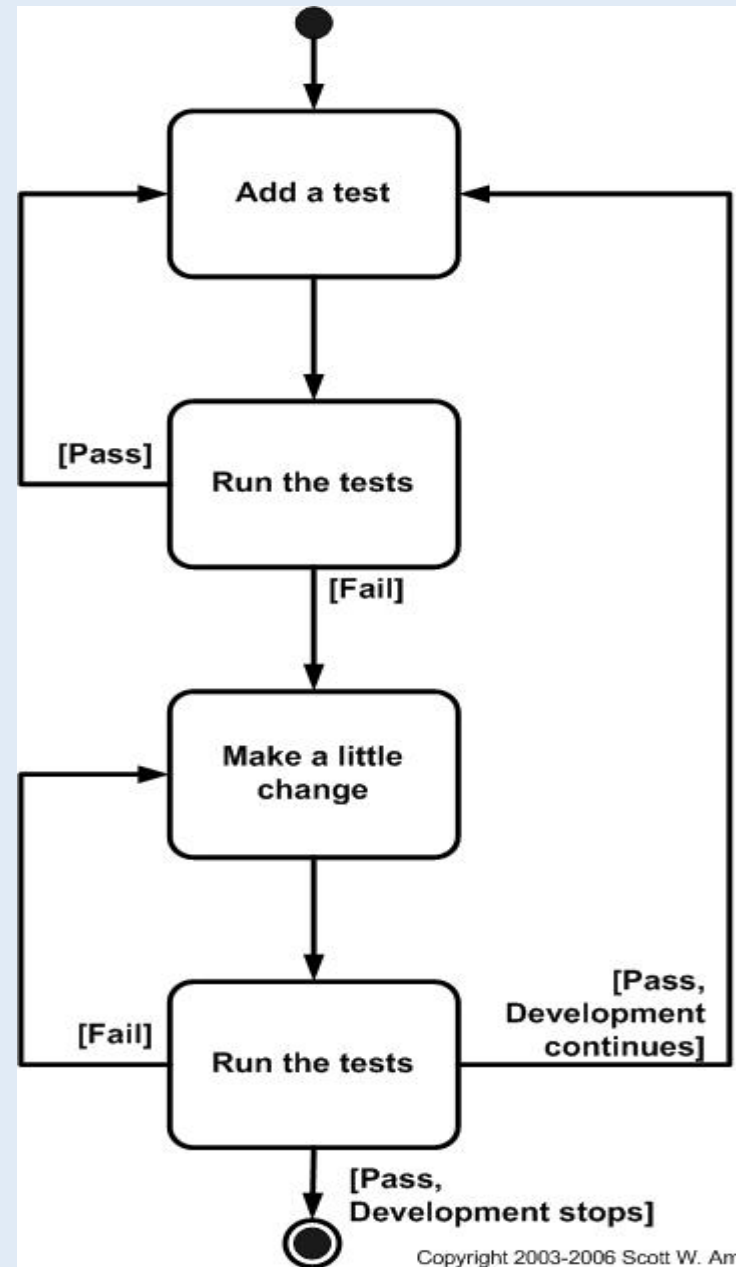 Add a test
[Pass]
Run the tests
[Fail]
Make a little
change
[Pass,
Development
continues]
[Fail]
Run the tests
[Pass,
Development stops]
Copyright 2003-2006 Scott W. Am